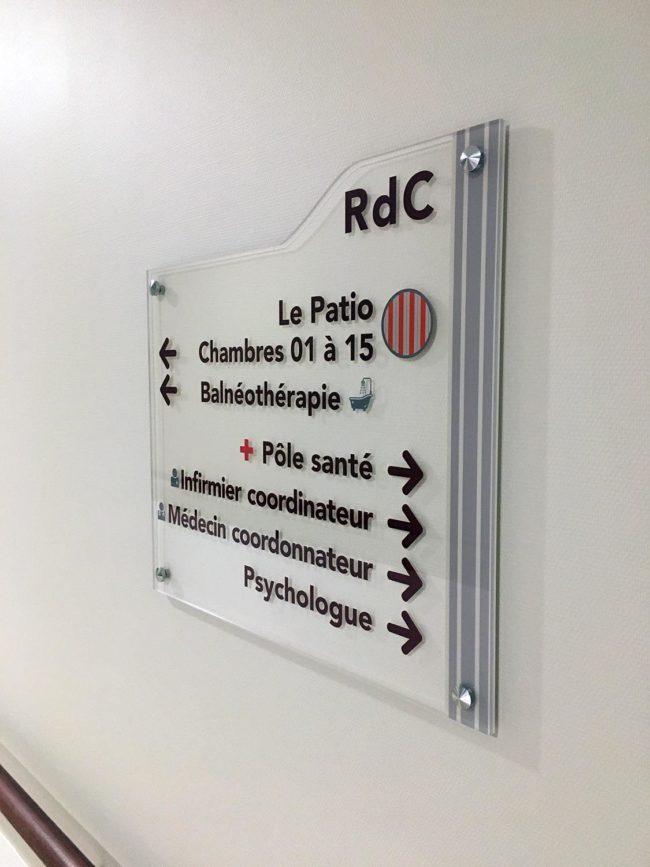 RdC
Le Patio
Chambres 01 à 15
Balnéothérapie
Pôle santé
Infirmier coordinateur
Médecin coordonnateur
Psychologue